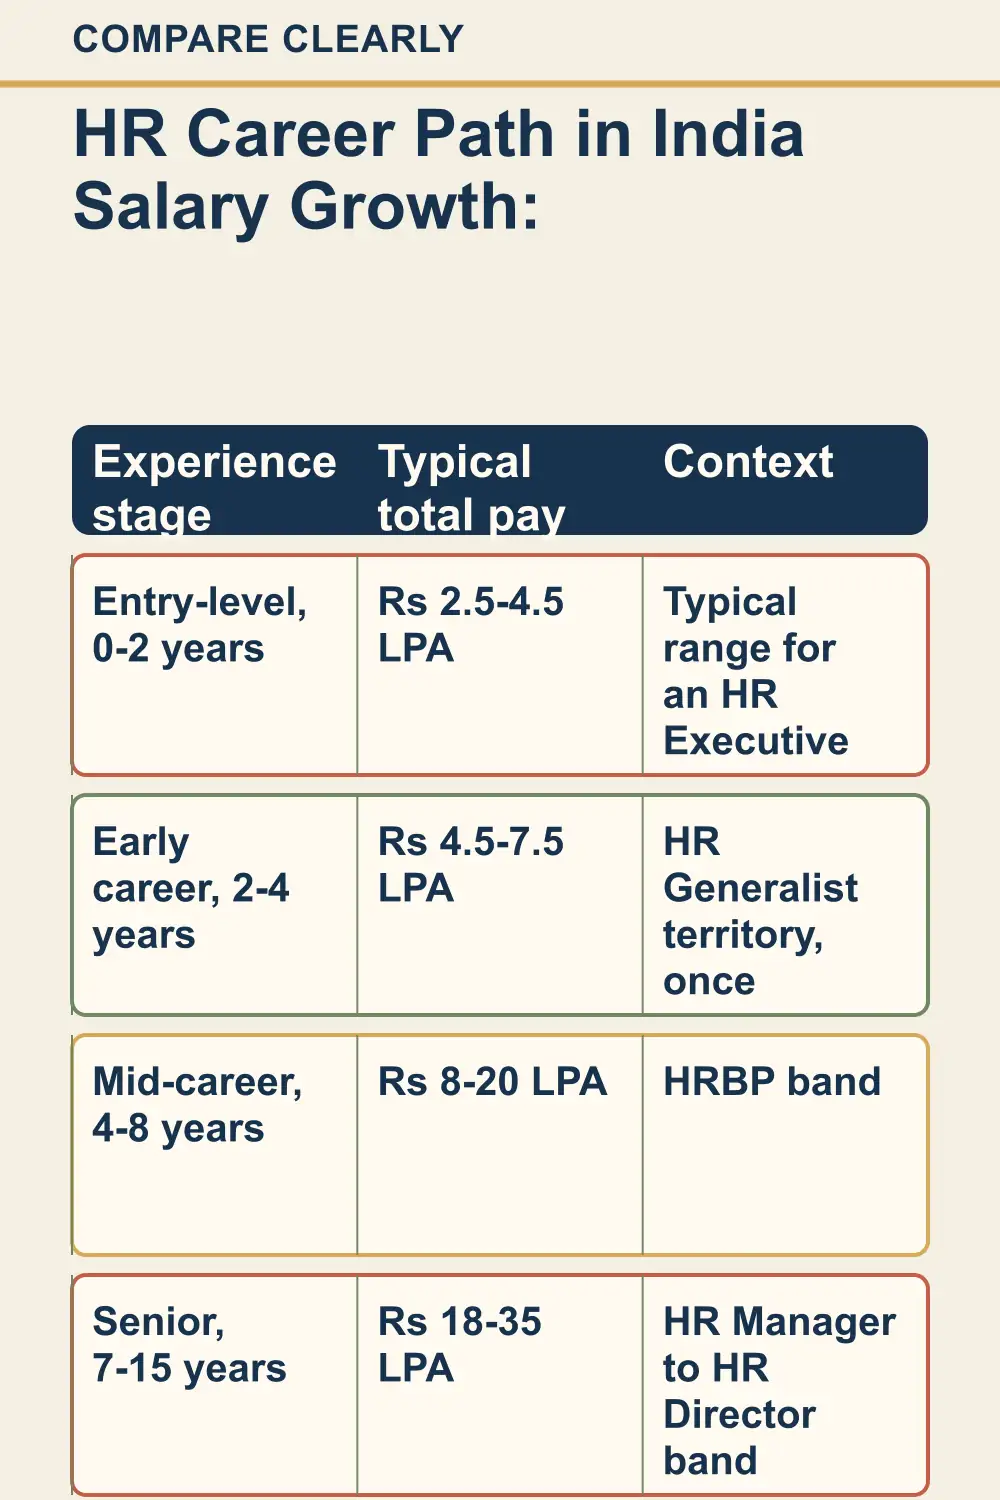 COMPARE CLEARLY
HR Career Path in India
Salary Growth:
Experience
stage
Typical
total pay
Context
Entry-level,
0-2 years
Rs 2.5-4.5
LPA
Typical
range for
an HR
Executive
Early
career, 2-4
years
Rs 4.5-7.5
LPA
HR
Generalist
territory,
once
Mid-career,
4-8 years
Rs 8-20 LPA
HRBP band
Senior,
7-15 years
Rs 18-35
LPA
HR Manager
to HR
Director
band